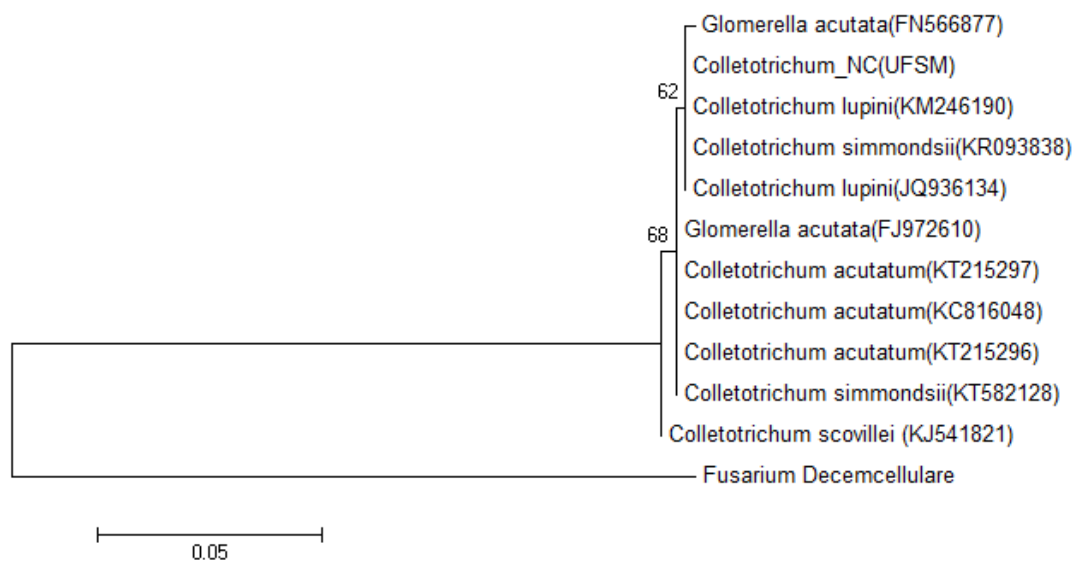 Glomerella acutata(FN566877)
Colletotrichum_NC(UFSM)
62
Colletotrichum lupini(KM246190)
Colletotrichum simmondsii(KR093838)
Colletotrichum lupini(JQ936134)
Glomerella acutata(FJ972610)
68
Colletotrichum acutatum(KT215297)
Colletotrichum acutatum(KC816048)
Colletotrichum acutatum(KT215296)
Colletotrichum simmondsii(KT582128)
Colletotrichum scovillei (KJ541821)
Fusarium Decemcellulare
0.05